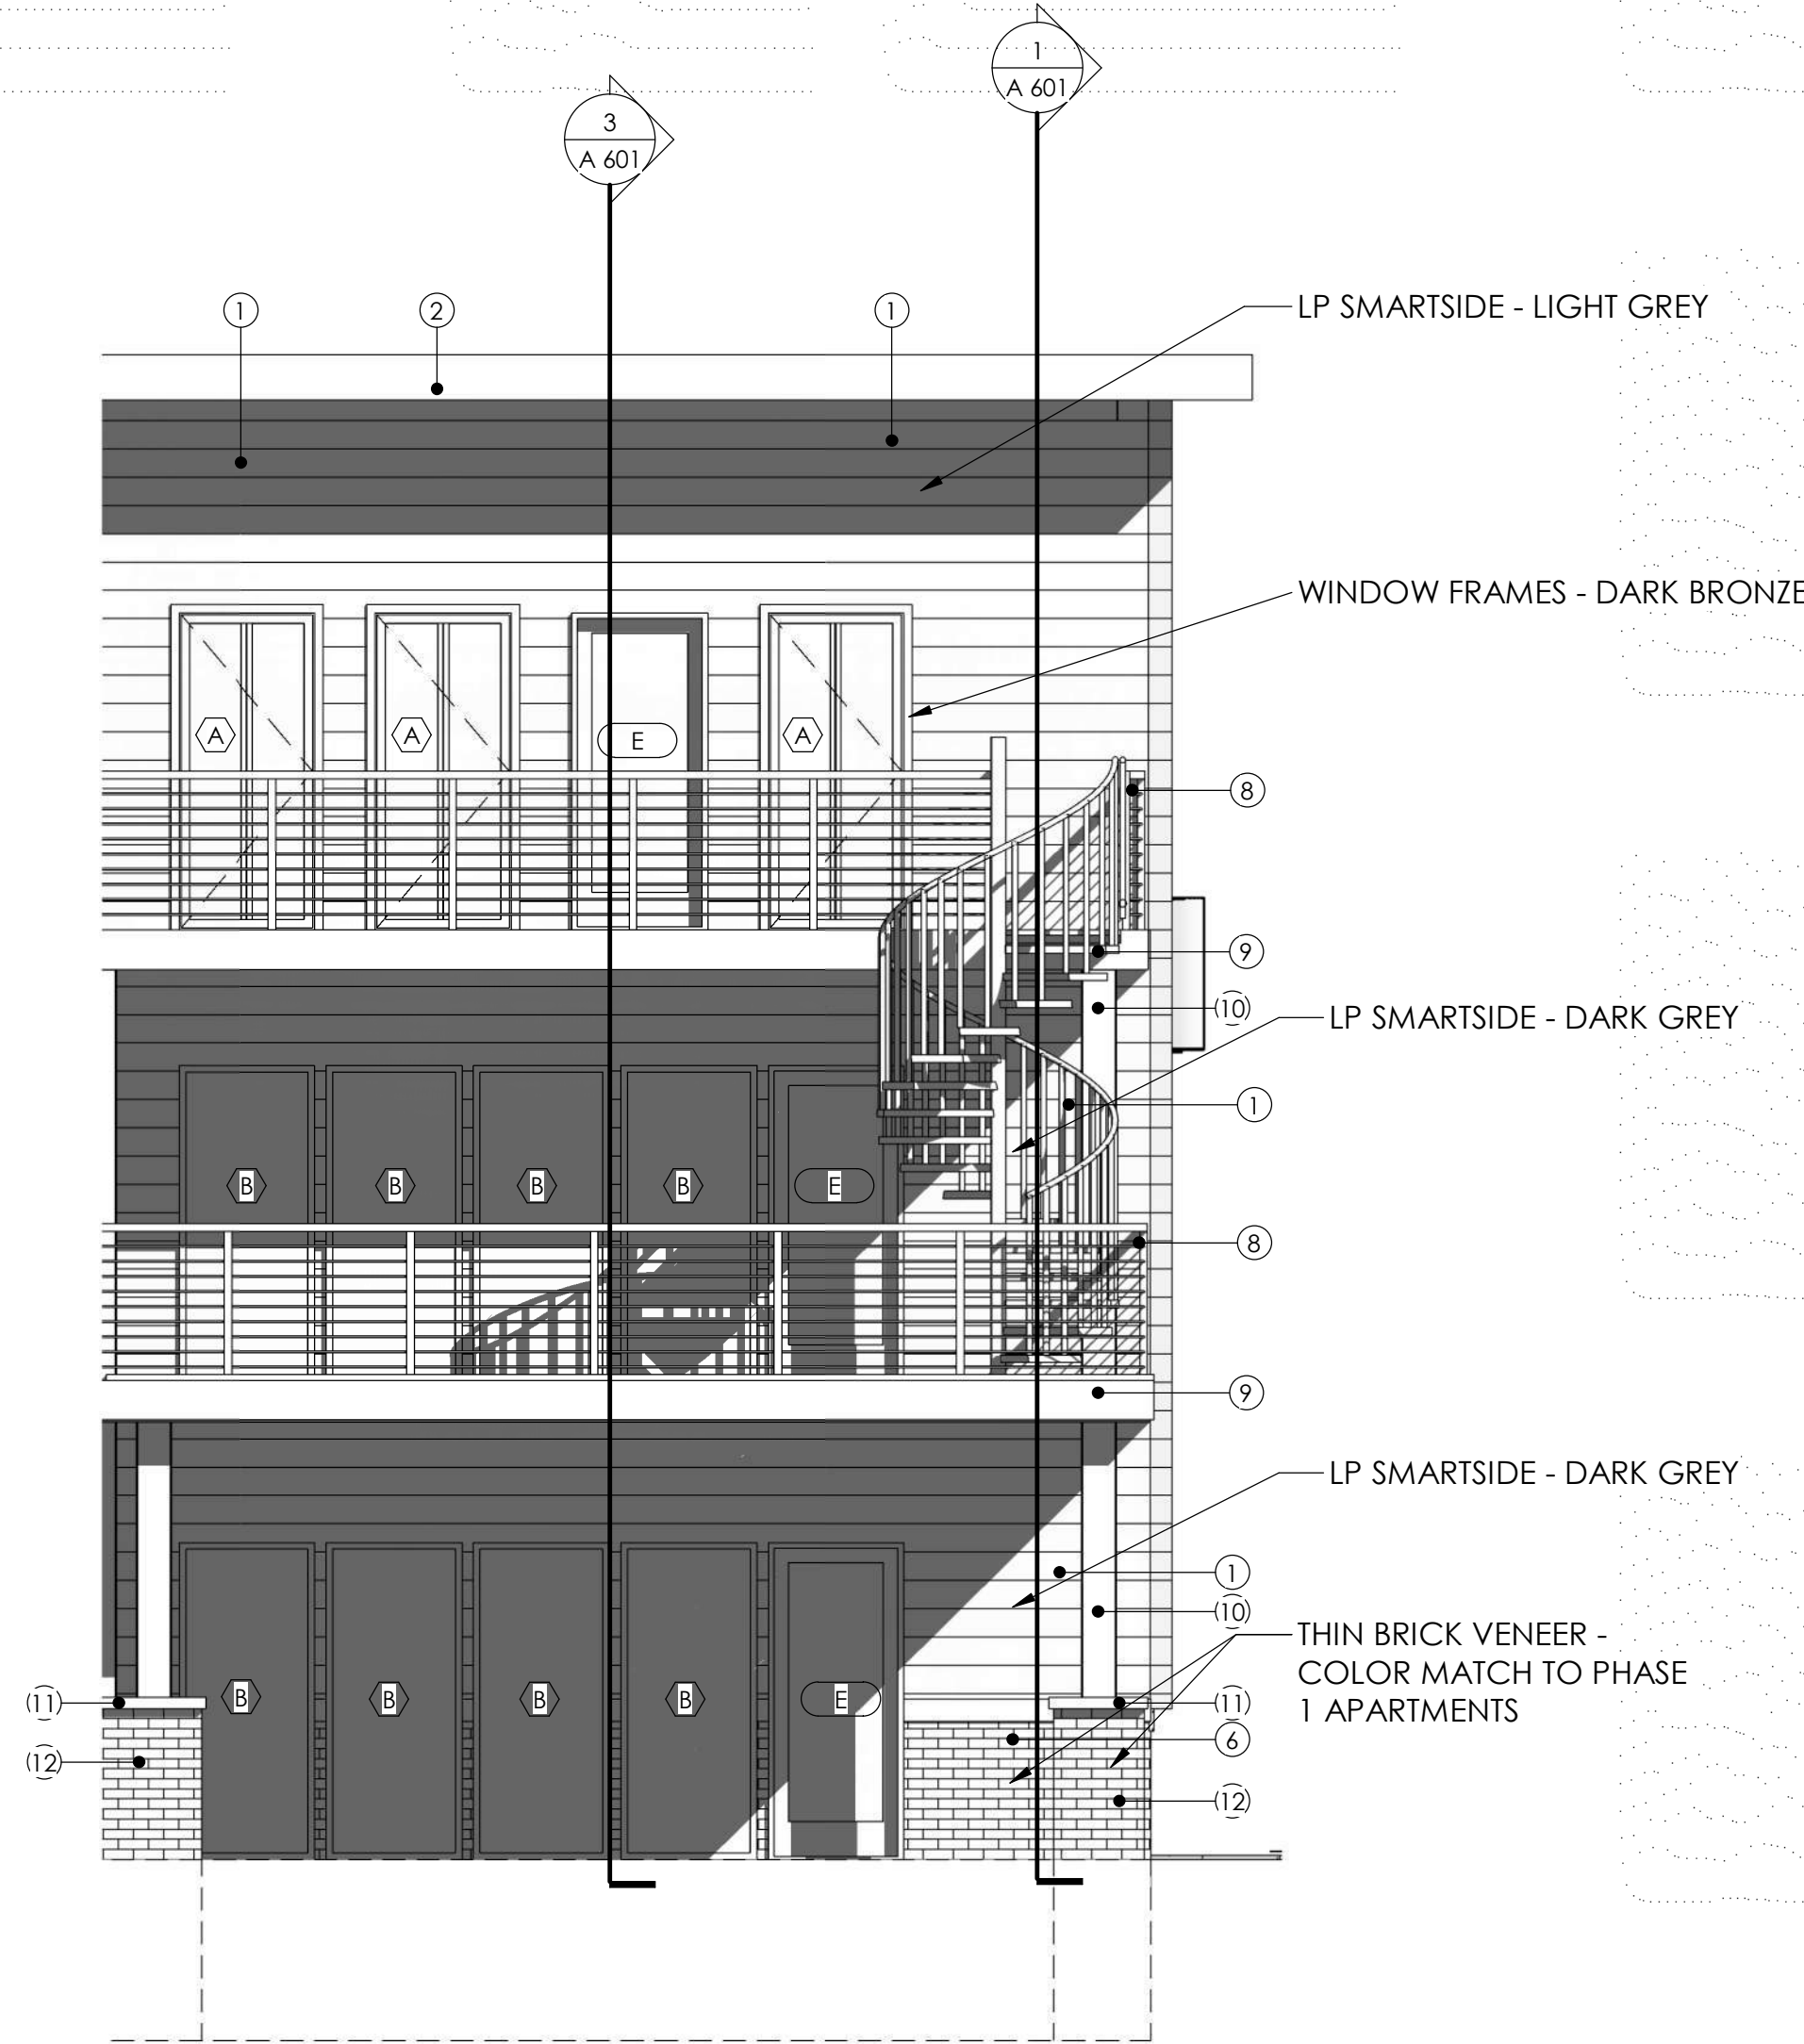 1
A 601
3
A 601
1
2
1
LP SMARTSIDE - LIGHT GREY
WINDOW FRAMES - DARK BRONZE
A
A
E
A
8
9
10
LP SMARTSIDE - DARK GREY
1
B
B
B
B
E
8
9
LP SMARTSIDE - DARK GREY
1
10
THIN BRICK VENEER -
COLOR MATCH TO PHASE
1 APARTMENTS
B
B
B
B
E
11
11
6
12
12